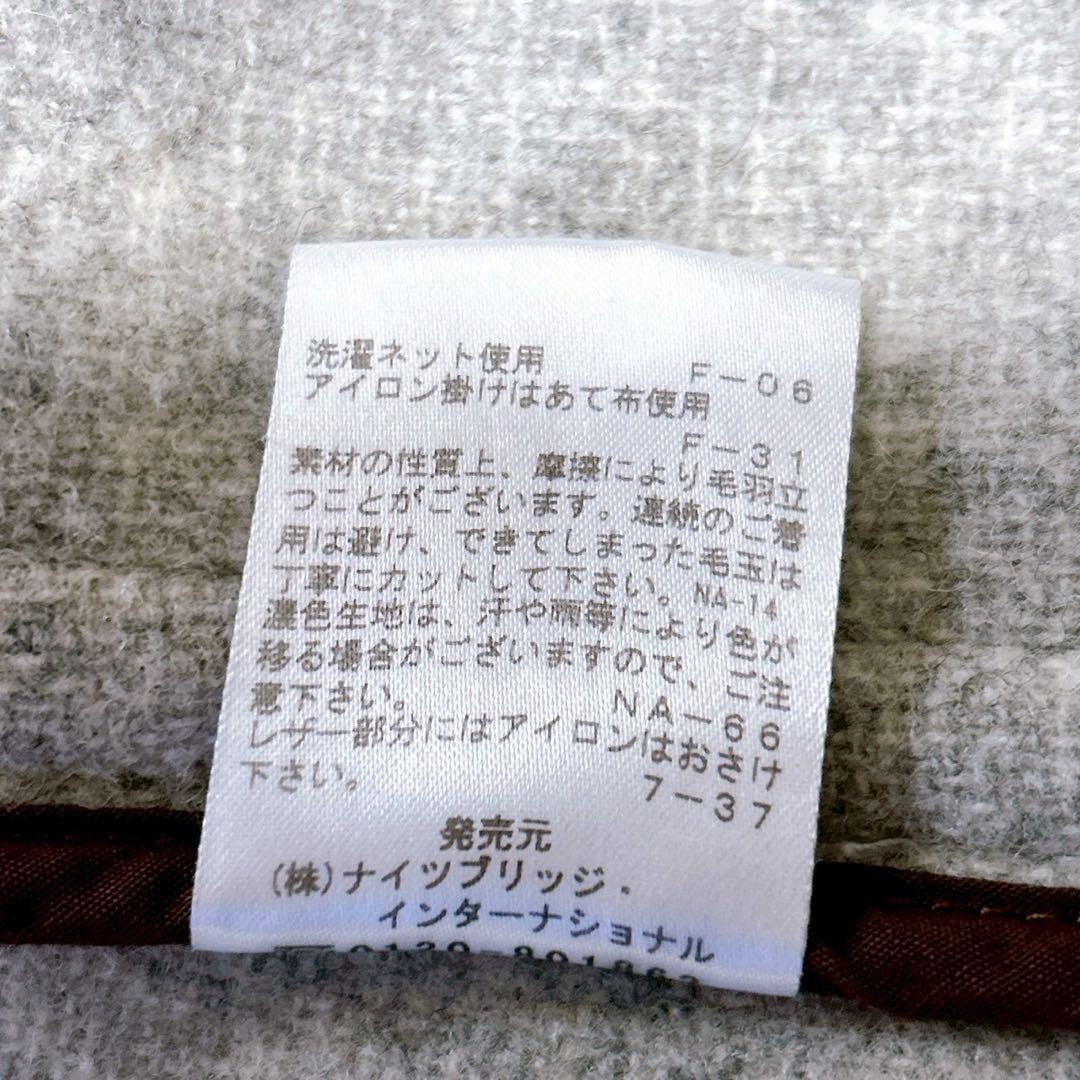 洗濯ネット使用 F-06
アイロン掛けはあて布使用
F-31
素材の性質上、摩擦により毛羽立
つことがございます。連続のご着
用は避け、できてしまった毛玉は
丁寧にカットして下さい。NA-14
濃色生地は、汗や雨等により色が
移る場合がございますので、ご注
意下さい。 NA-66
レザー部分にはアイロンはおさけ
下さい。 7-37
発売元
(株)ナイツブリッジ・
インターナショナル